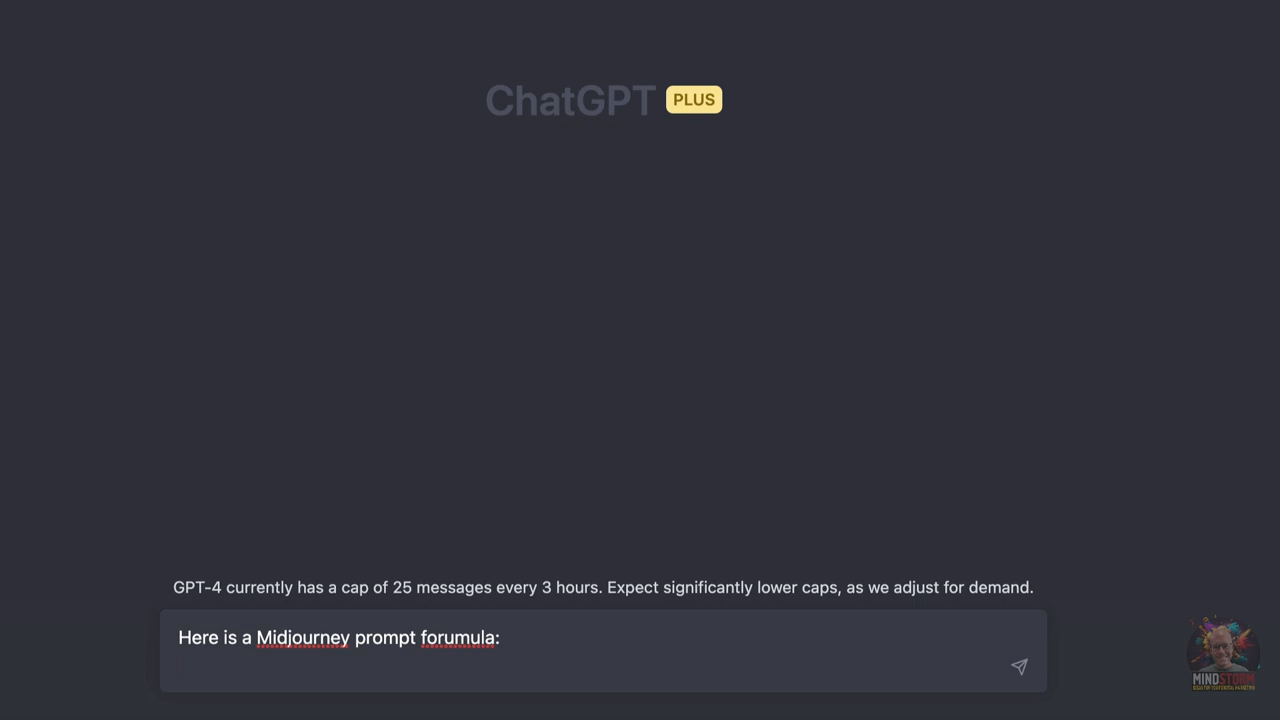 ChatGPT PLUS
GPT-4 currently has a cap of 25 messages every 3 hours. Expect significantly lower caps, as we adjust for demand.
Here is a Midjourney prompt forumula:
MINDSTORM